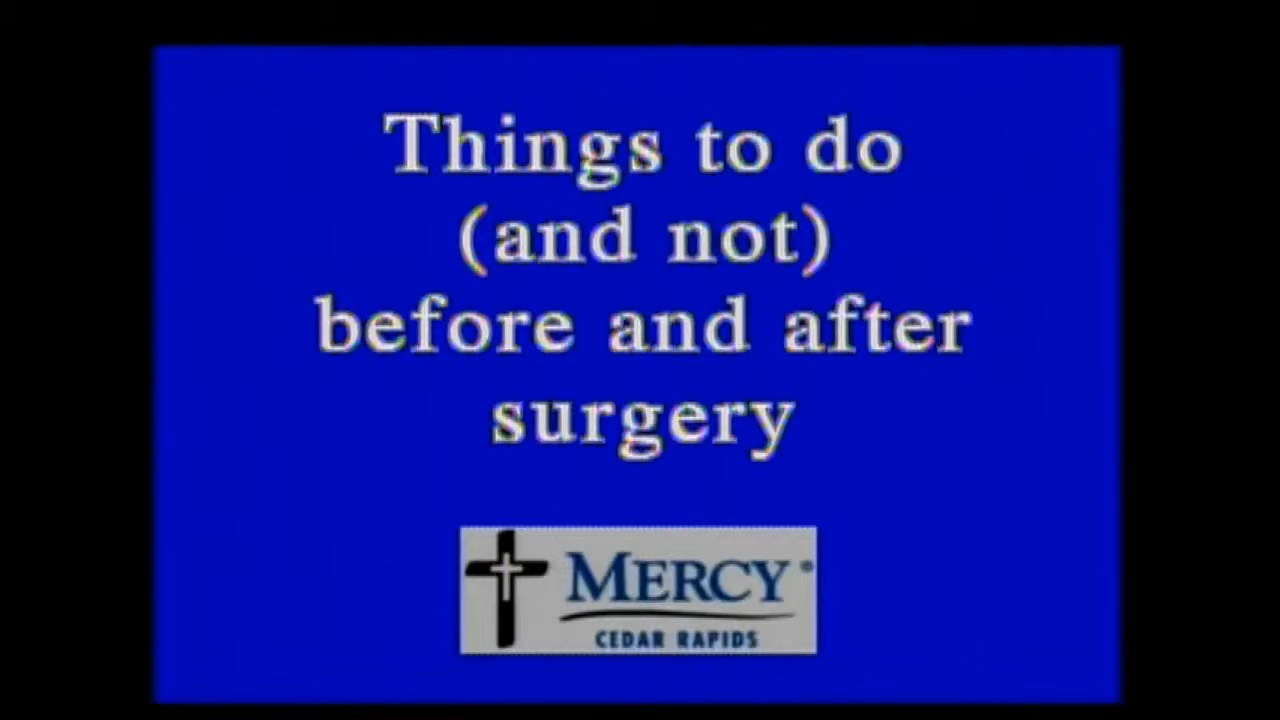 Things to do
(and not)
before and after
surgery
MERCY®
CEDAR RAPIDS